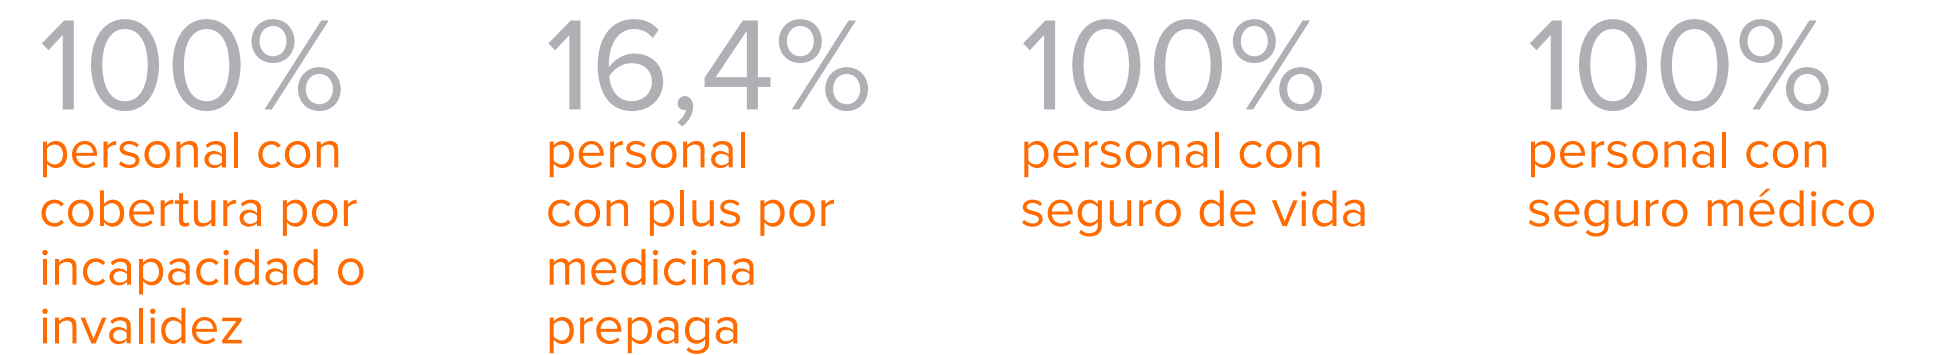 100%
personal con
cobertura por
incapacidad o
invalidez
16,4%
personal
con plus por
medicina
prepaga
100%
personal con
seguro de vida
100%
personal con
seguro médico